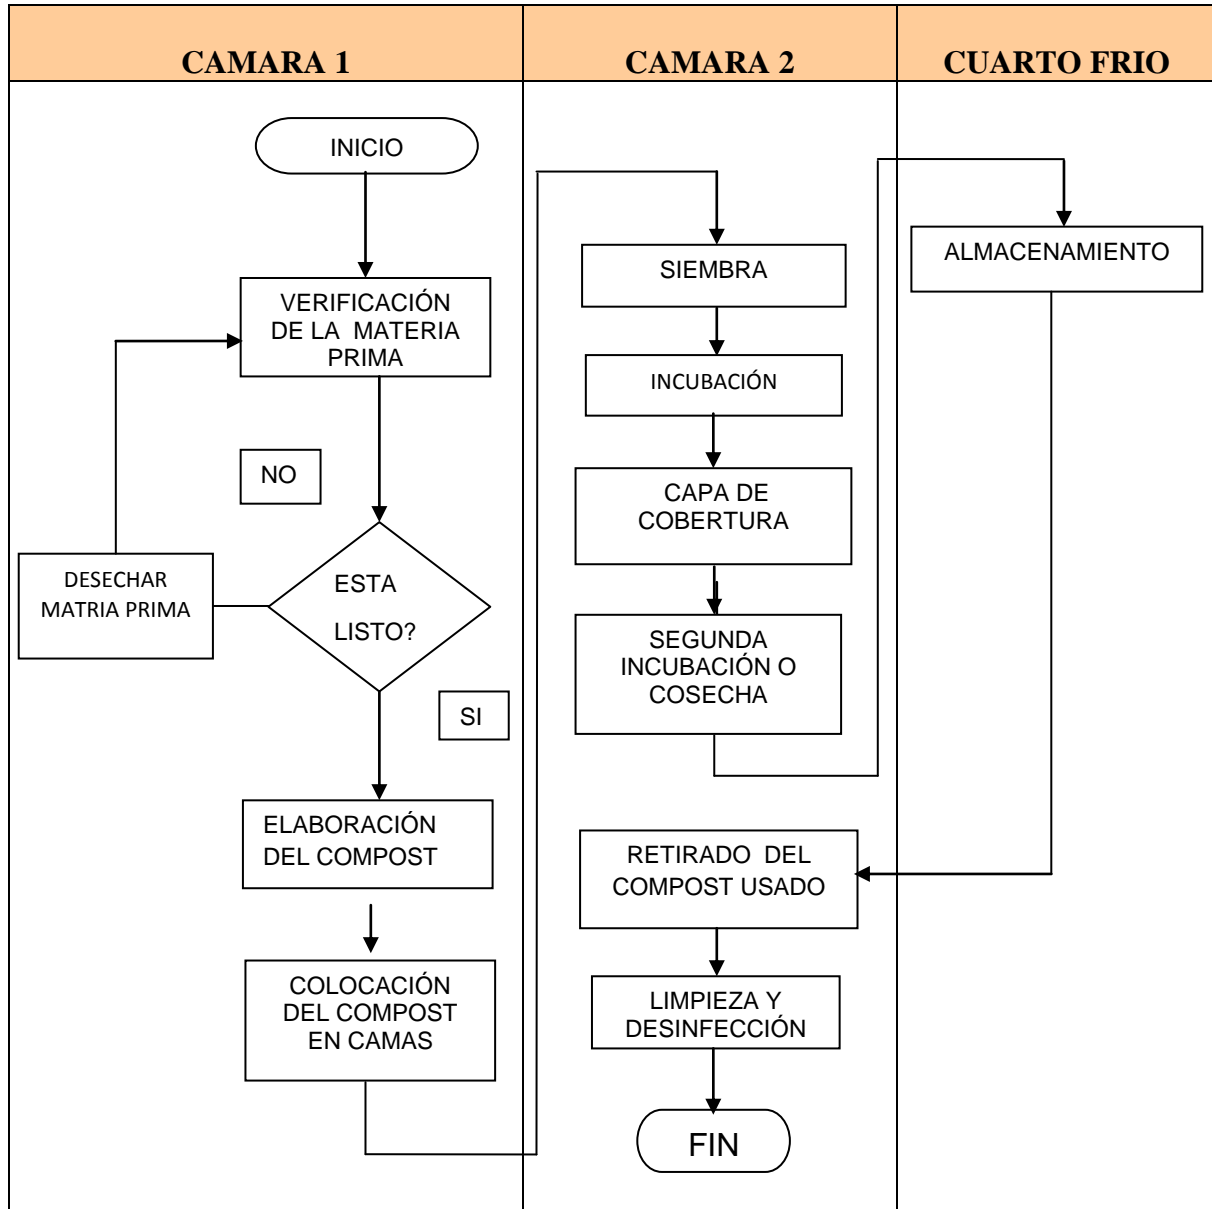 CAMARA 1
CAMARA 2
CUARTO FRIO
INICIO
VERIFICACIÓN
DE LA MATERIA
PRIMA
NO
DESECHAR
MATRIA PRIMA
ESTA
LISTO?
SI
ELABORACIÓN
DEL COMPOST
COLOCACIÓN
DEL COMPOST
EN CAMAS
SIEMBRA
INCUBACIÓN
CAPA DE
COBERTURA
SEGUNDA
INCUBACIÓN O
COSECHA
ALMACENAMIENTO
RETIRADO DEL
COMPOST USADO
LIMPIEZA Y
DESINFECCIÓN
FIN